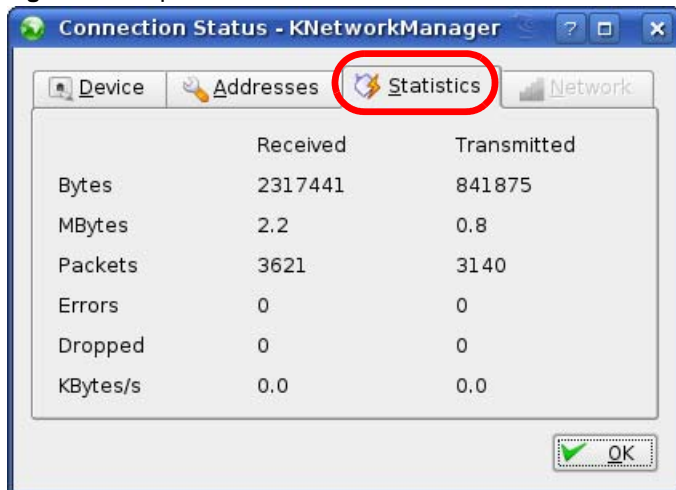 Connection Status - KNetworkManager
Device Addresses Statistics Network
Received Transmitted
Bytes 2317441 841875
MBytes 2.2 0.8
Packets 3621 3140
Errors 0 0
Dropped 0 0
KBytes/s 0.0 0.0
OK